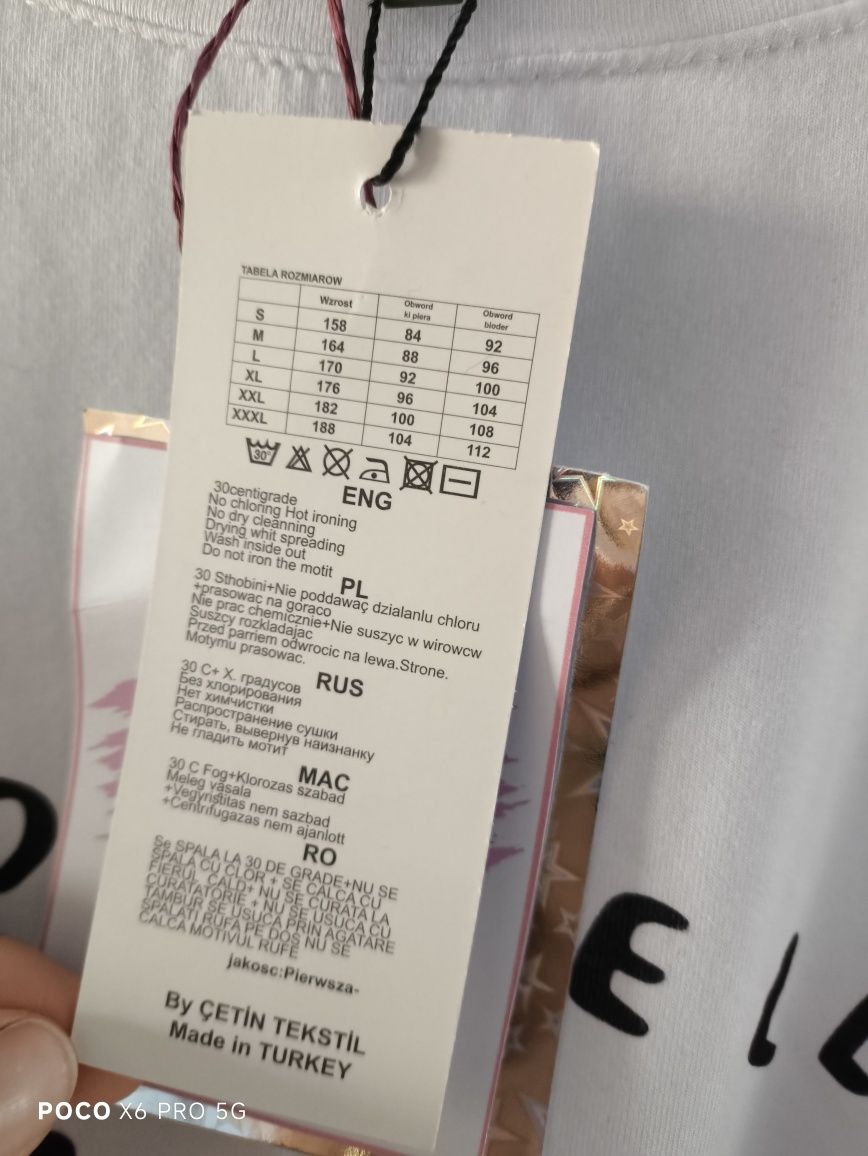 TABELA ROZMIAROW
Wzrost Obword ki piera Obword bioder
S 158 84 92
M 164 88 96
L 170 92 100
XL 176 96 104
XXL 182 100 108
XXXL 188 104 112
30°
ENG
30centigrade
No chloring Hot ironing
No dry cleanning
Drying whit spreading
Wash inside out
Do not iron the motit
PL
30 Sthobini+Nie poddawaç dzialanlu chloru
+prasowac na goraco
Nie prac chemicznie+Nie suszyc w wirowcw
Suszcy rozkladajac
Przed parriem odwrocic na lewa.Strone.
Motymu prasowac.
RUS
30 C+ X. градусов
Без хлорирования
Нет химчистки
Распространение сушки
Стирать, вывернув наизнанку
Не гладить мотит
MAC
30 C Fog+Klorozas szabad
Meleg vasala
+Vegynstitas nem sazbad
+Centrifugazas nem ajanlott
RO
Se SPALA LA 30 DE GRADE+NU SE
SPALA CU CLOR + SE CALCA CU
FIERUL CALD+ NU SE CURATA LA
CURATATORIE + NU SE USUCA CU
TAMBUR SE USUCA PRIN AGATARE
SPALATI RUFA PE DOS NU SE
CALCA MOTIVUL RUFE
jakosc:Pierwsza-
By ÇETİN TEKSTİL
Made in TURKEY
POCO X6 PRO 5G